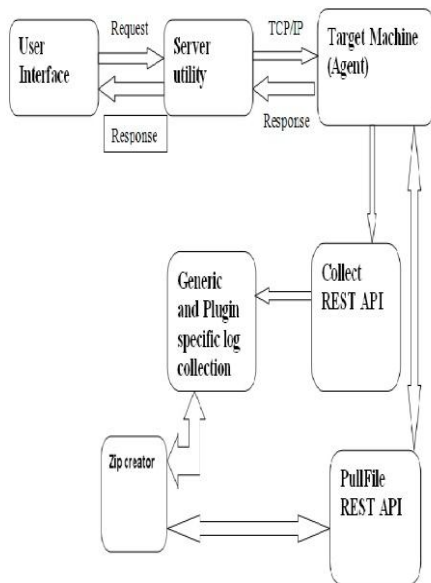 Request
TCP/IP
User
Interface
Server
utility
Target Machine
(Agent)
Response
Response
Generic
and Plugin
specific log
collection
Collect
REST API
Zip creator
PullFile
REST API